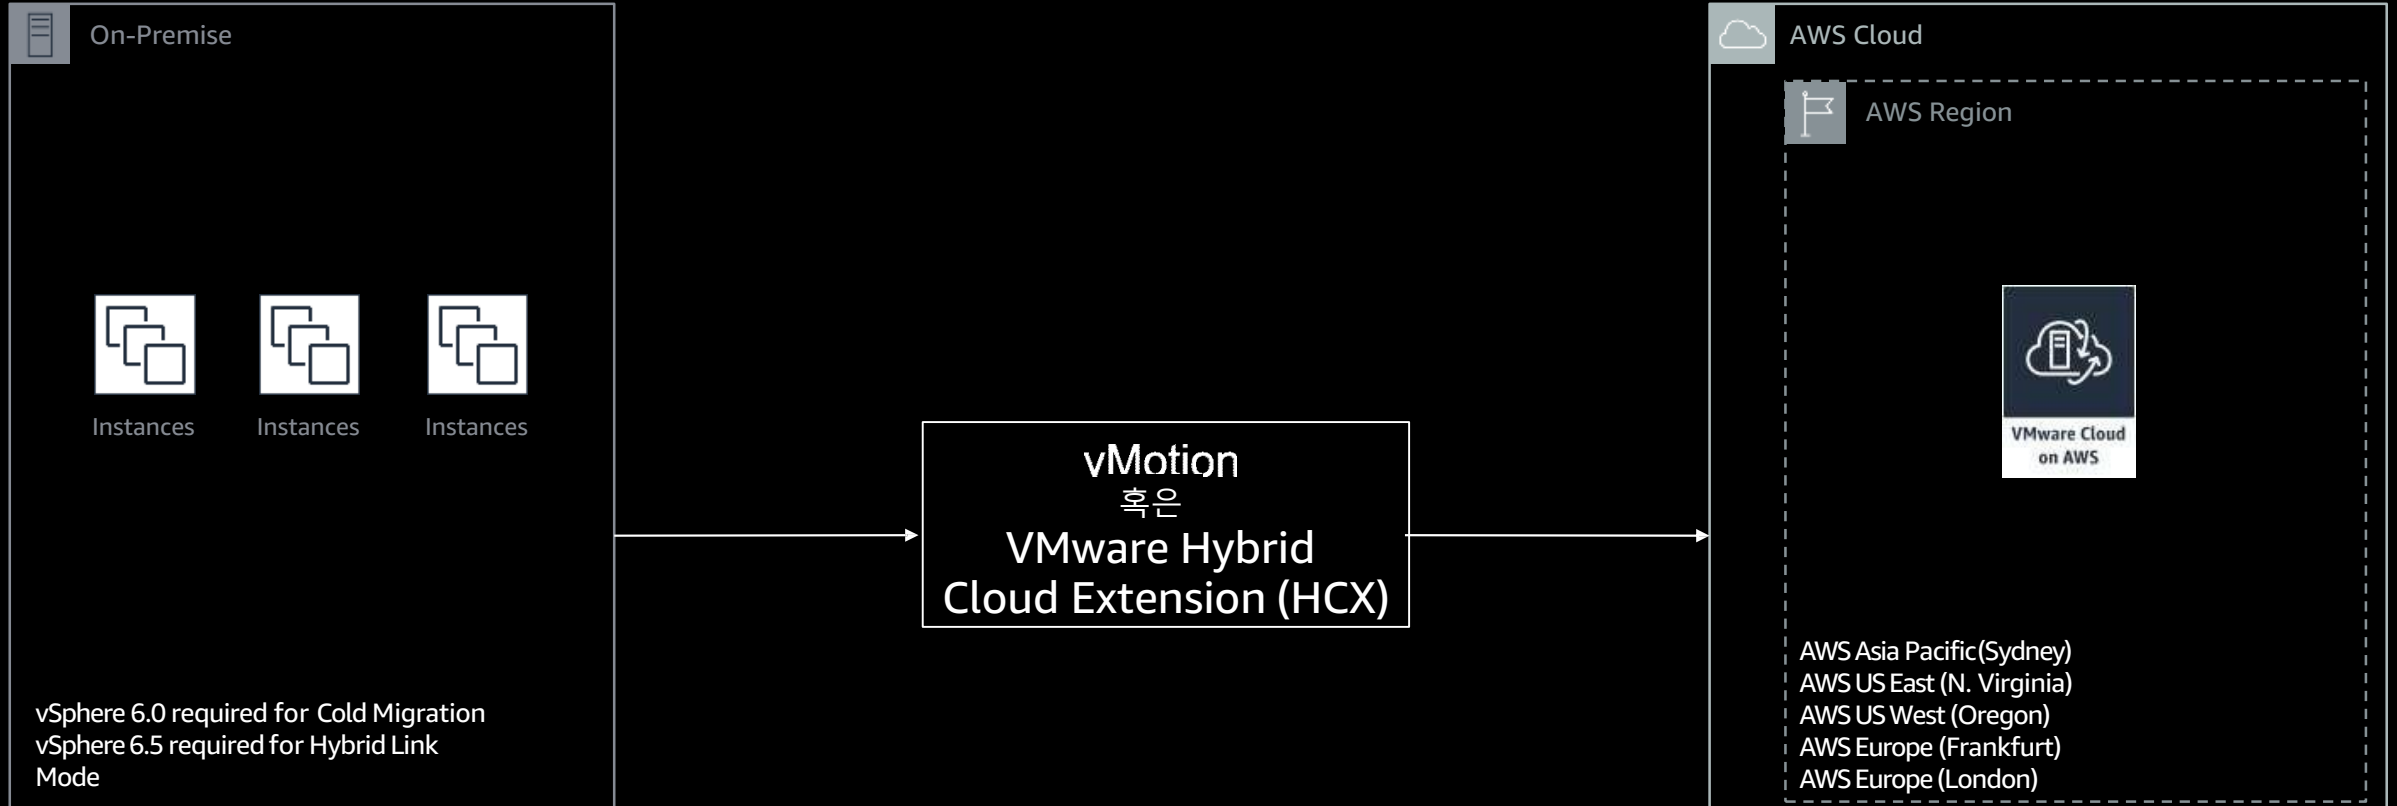 On-Premise
Instances
Instances
Instances
vSphere 6.0 required for Cold Migration
vSphere 6.5 required for Hybrid Link
Mode
vMotion
혹은
VMware Hybrid
Cloud Extension (HCX)
AWS Cloud
AWS Region
VMware Cloud
on AWS
AWS Asia Pacific (Sydney)
AWS US East (N. Virginia)
AWS US West (Oregon)
AWS Europe (Frankfurt)
AWS Europe (London)